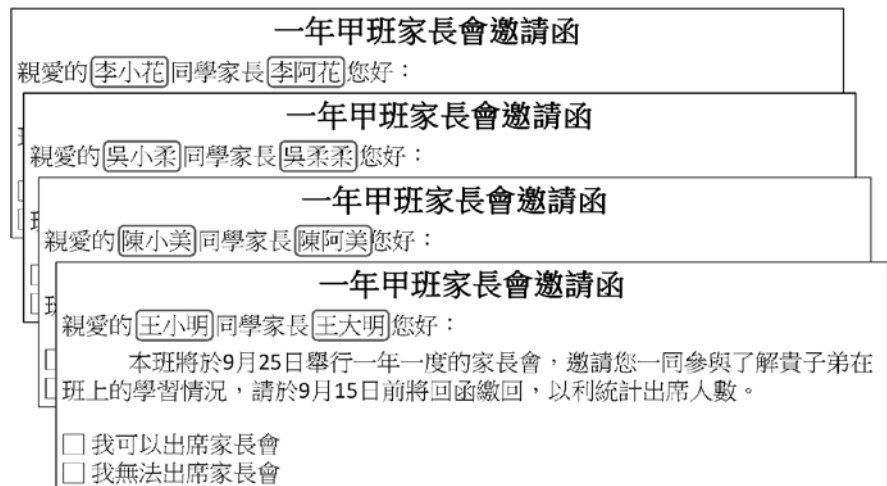 一年甲班家長會邀請函
親愛的李小花同學家長李阿花您好：
一年甲班家長會邀請函
親愛的吳小柔同學家長吳柔柔您好：
一年甲班家長會邀請函
親愛的陳小美同學家長陳阿美您好：
一年甲班家長會邀請函
親愛的王小明同學家長王大明您好：
本班將於9月25日舉行一年一度的家長會，邀請您一同參與了解貴子弟在
班上的學習情況，請於9月15日前將回函繳回，以利統計出席人數。
□ 我可以出席家長會
□ 我無法出席家長會